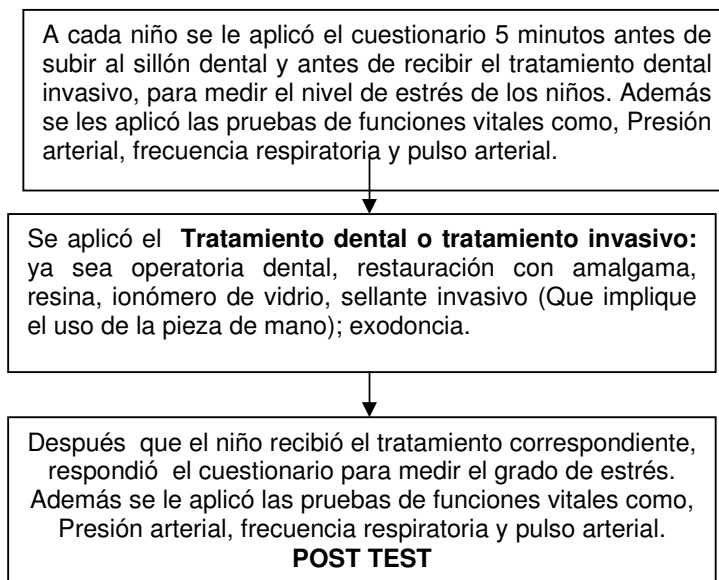 A cada niño se le aplicó el cuestionario 5 minutos antes de
subir al sillón dental y antes de recibir el tratamiento dental
invasivo, para medir el nivel de estrés de los niños. Además
se les aplicó las pruebas de funciones vitales como, Presión
arterial, frecuencia respiratoria y pulso arterial.
Se aplicó el Tratamiento dental o tratamiento invasivo:
ya sea operatoria dental, restauración con amalgama,
resina, ionómero de vidrio, sellante invasivo (Que implique
el uso de la pieza de mano); exodoncia.
Después que el niño recibió el tratamiento correspondiente,
respondió el cuestionario para medir el grado de estrés.
Además se le aplicó las pruebas de funciones vitales como,
Presión arterial, frecuencia respiratoria y pulso arterial.
POST TEST